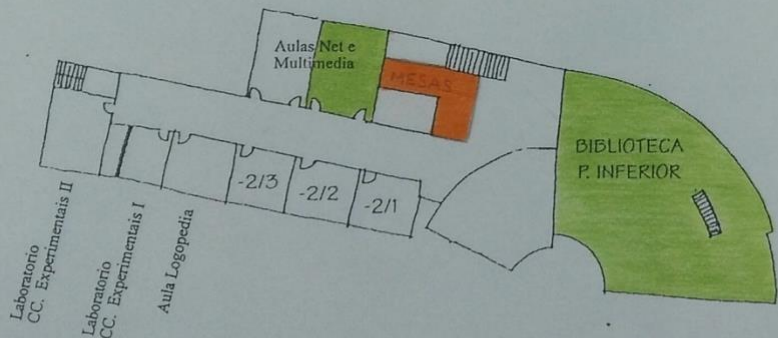 Aulas Net e
Multimedia
MESAS
BIBLIOTECA
P. INFERIOR
-2/3
-2/2
-2/1
Laboratorio
CC. Experimentais II
Laboratorio
CC. Experimentais I
Aula Logopedia